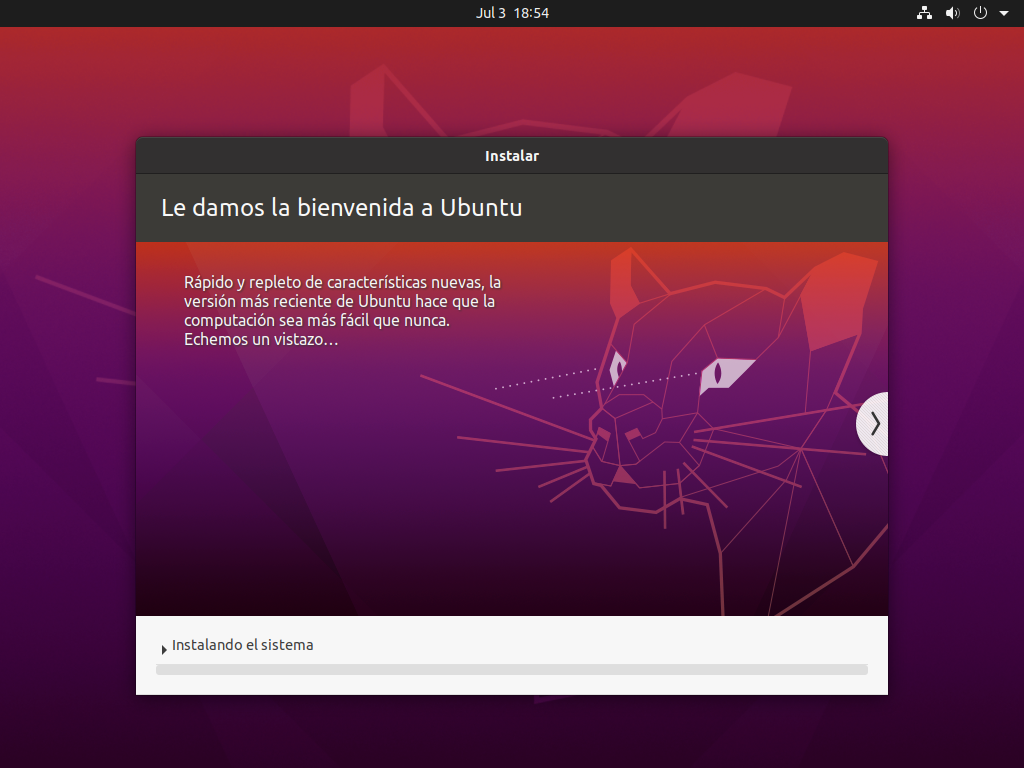 Jul 3 18:54
Instalar
Le damos la bienvenida a Ubuntu
Rápido y repleto de características nuevas, la
versión más reciente de Ubuntu hace que la
computación sea más fácil que nunca.
Echemos un vistazo…
Instalando el sistema